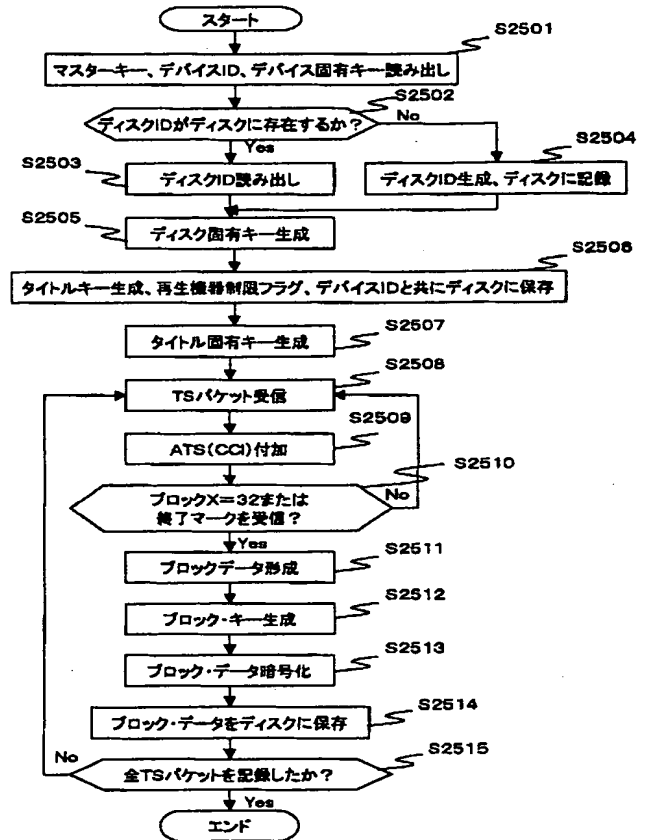 スタート
S2501
マスターキー、デバイスID、デバイス固有キー読み出し
S2502
ディスクIDがディスクに存在するか?
No
Yes
S2503
ディスクID読み出し
S2504
ディスクID生成、ディスクに記録
S2505
ディスク固有キー生成
S2506
タイトルキー生成、再生機器制限フラグ、デバイスIDと共にディスクに保存
S2507
タイトル固有キー生成
S2508
TSパケット受信
S2509
ATS(CCI)付加
S2510
ブロックX=32または
終了マークを受信?
No
Yes
S2511
ブロックデータ形成
S2512
ブロック・キー生成
S2513
ブロック・データ暗号化
S2514
ブロック・データをディスクに保存
S2515
全TSパケットを記録したか?
No
Yes
エンド